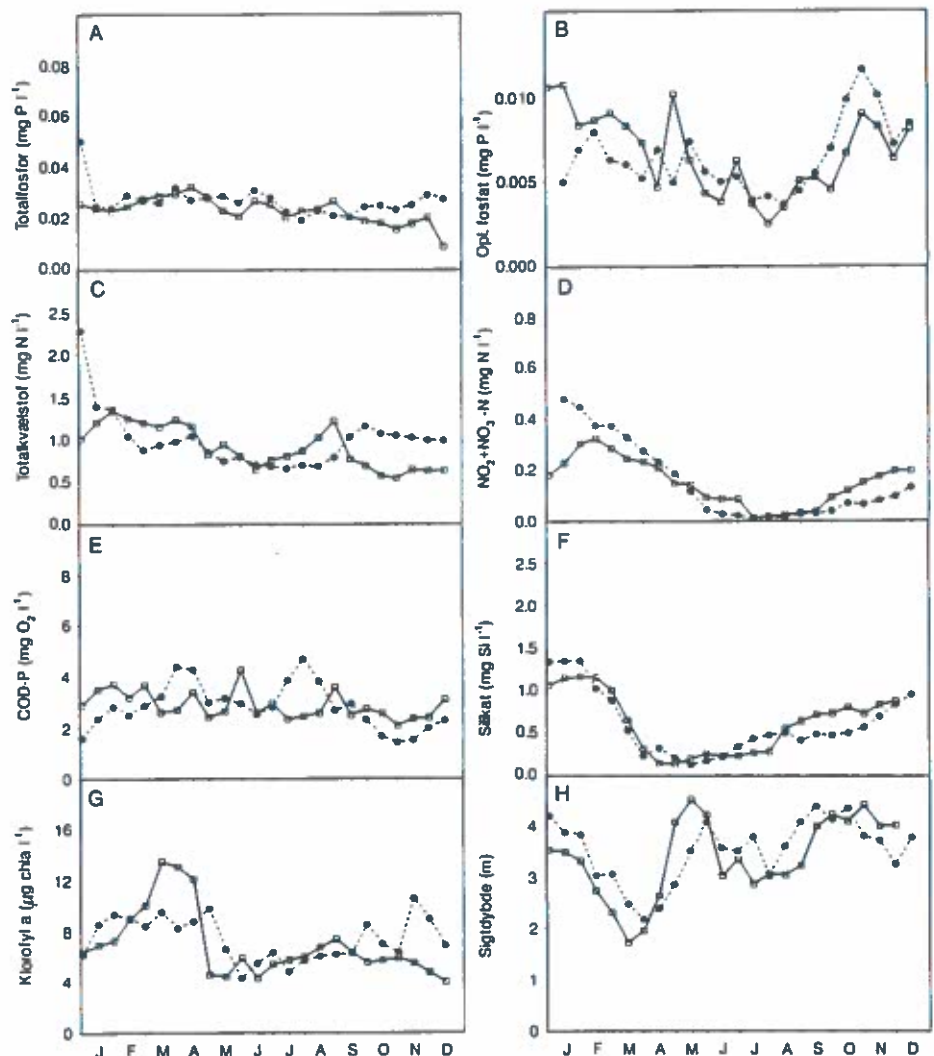 A
Totalfosfor (mg P l⁻¹)
0.08
0.06
0.04
0.02
0.00
B
Opl. fosfat (mg P l⁻¹)
0.010
0.005
0.000
C
Totalkvælstof (mg N l⁻¹)
2.5
2.0
1.5
1.0
0.5
0.0
D
NO₂+NO₃-N (mg N l⁻¹)
0.8
0.6
0.4
0.2
0.0
E
COD-P (mg O₂ l⁻¹)
8
6
4
2
0
F
Silikat (mg Si l⁻¹)
2.5
2.0
1.5
1.0
0.5
0.0
G
Klorofyl a (µg chla l⁻¹)
16
12
8
4
0
J F M A M J J A S O N D
H
Sigtdybde (m)
4
3
2
1
0
J F M A M J J A S O N D